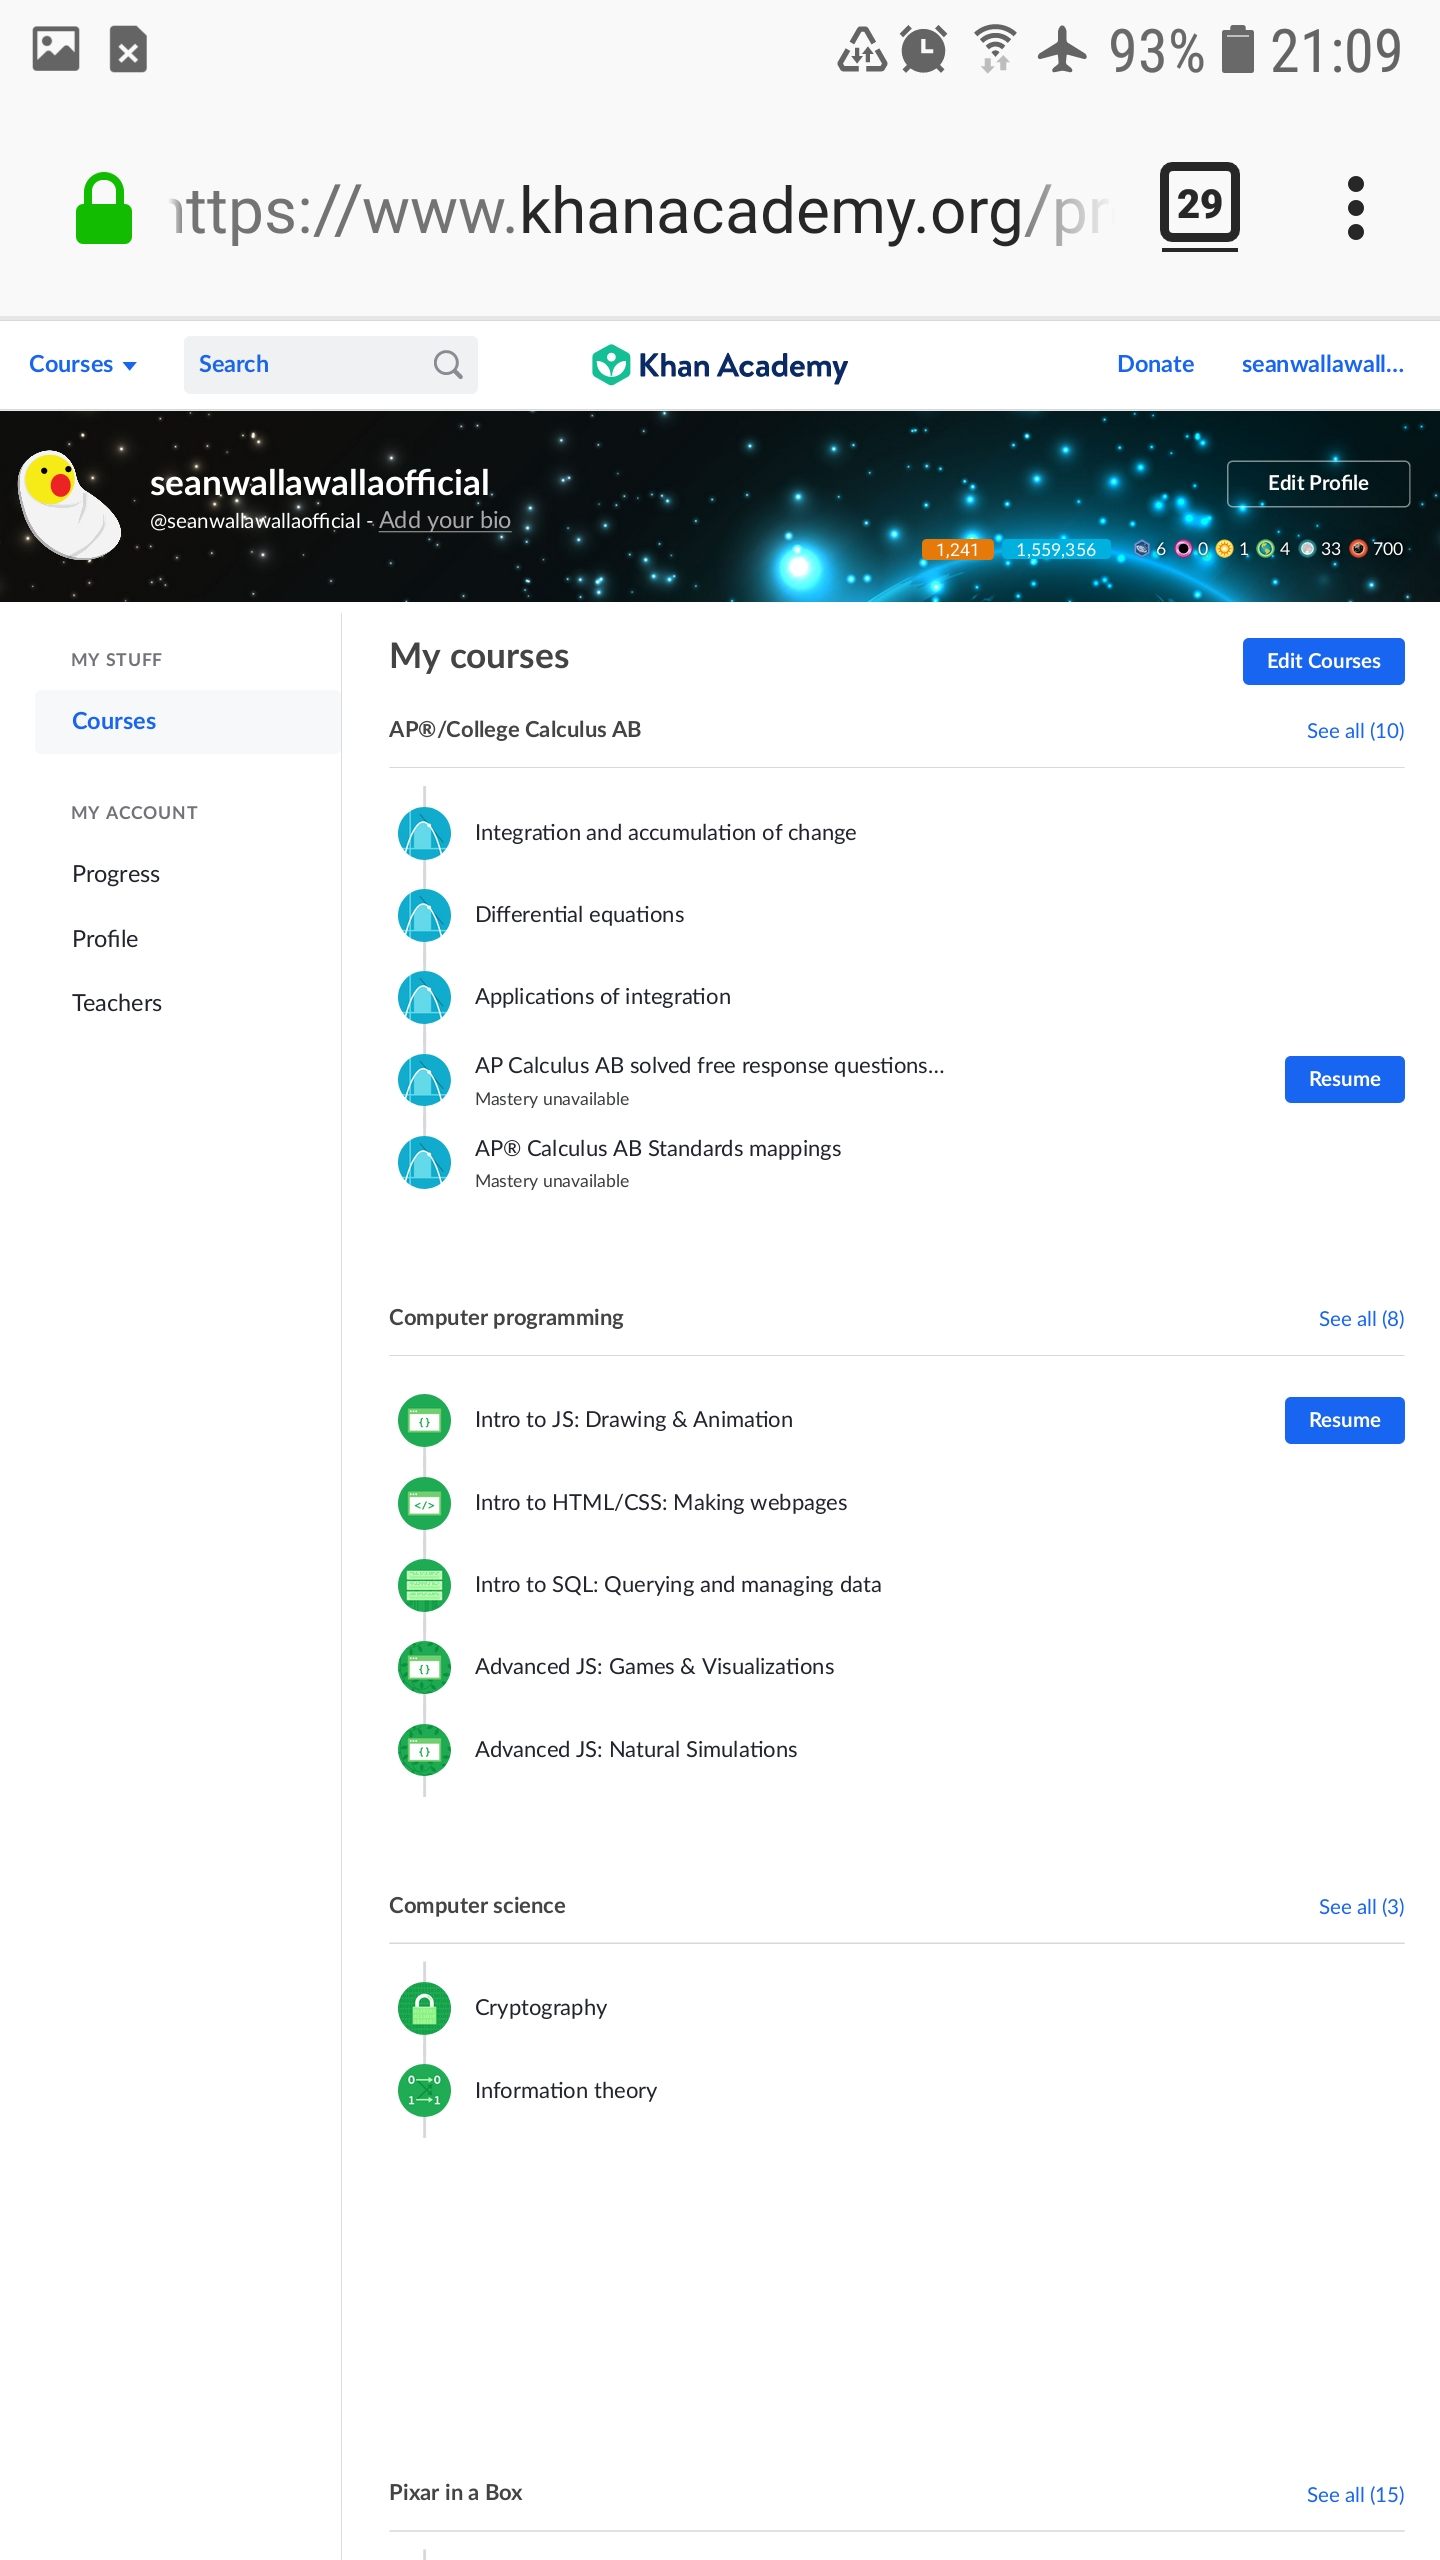 93% 21:09
https://www.khanacademy.org/pr
29
Courses
Search
Khan Academy
Donate
seanwallawall...
seanwallawallaofficial
@seanwallawallaofficial - Add your bio
Edit Profile
1,241 1,559,356 6 0 1 4 33 700
MY STUFF
Courses
MY ACCOUNT
Progress
Profile
Teachers
My courses
Edit Courses
AP®/College Calculus AB
See all (10)
Integration and accumulation of change
Differential equations
Applications of integration
AP Calculus AB solved free response questions...
Mastery unavailable
Resume
AP® Calculus AB Standards mappings
Mastery unavailable
Computer programming
See all (8)
Intro to JS: Drawing & Animation
Resume
Intro to HTML/CSS: Making webpages
Intro to SQL: Querying and managing data
Advanced JS: Games & Visualizations
Advanced JS: Natural Simulations
Computer science
See all (3)
Cryptography
Information theory
Pixar in a Box
See all (15)